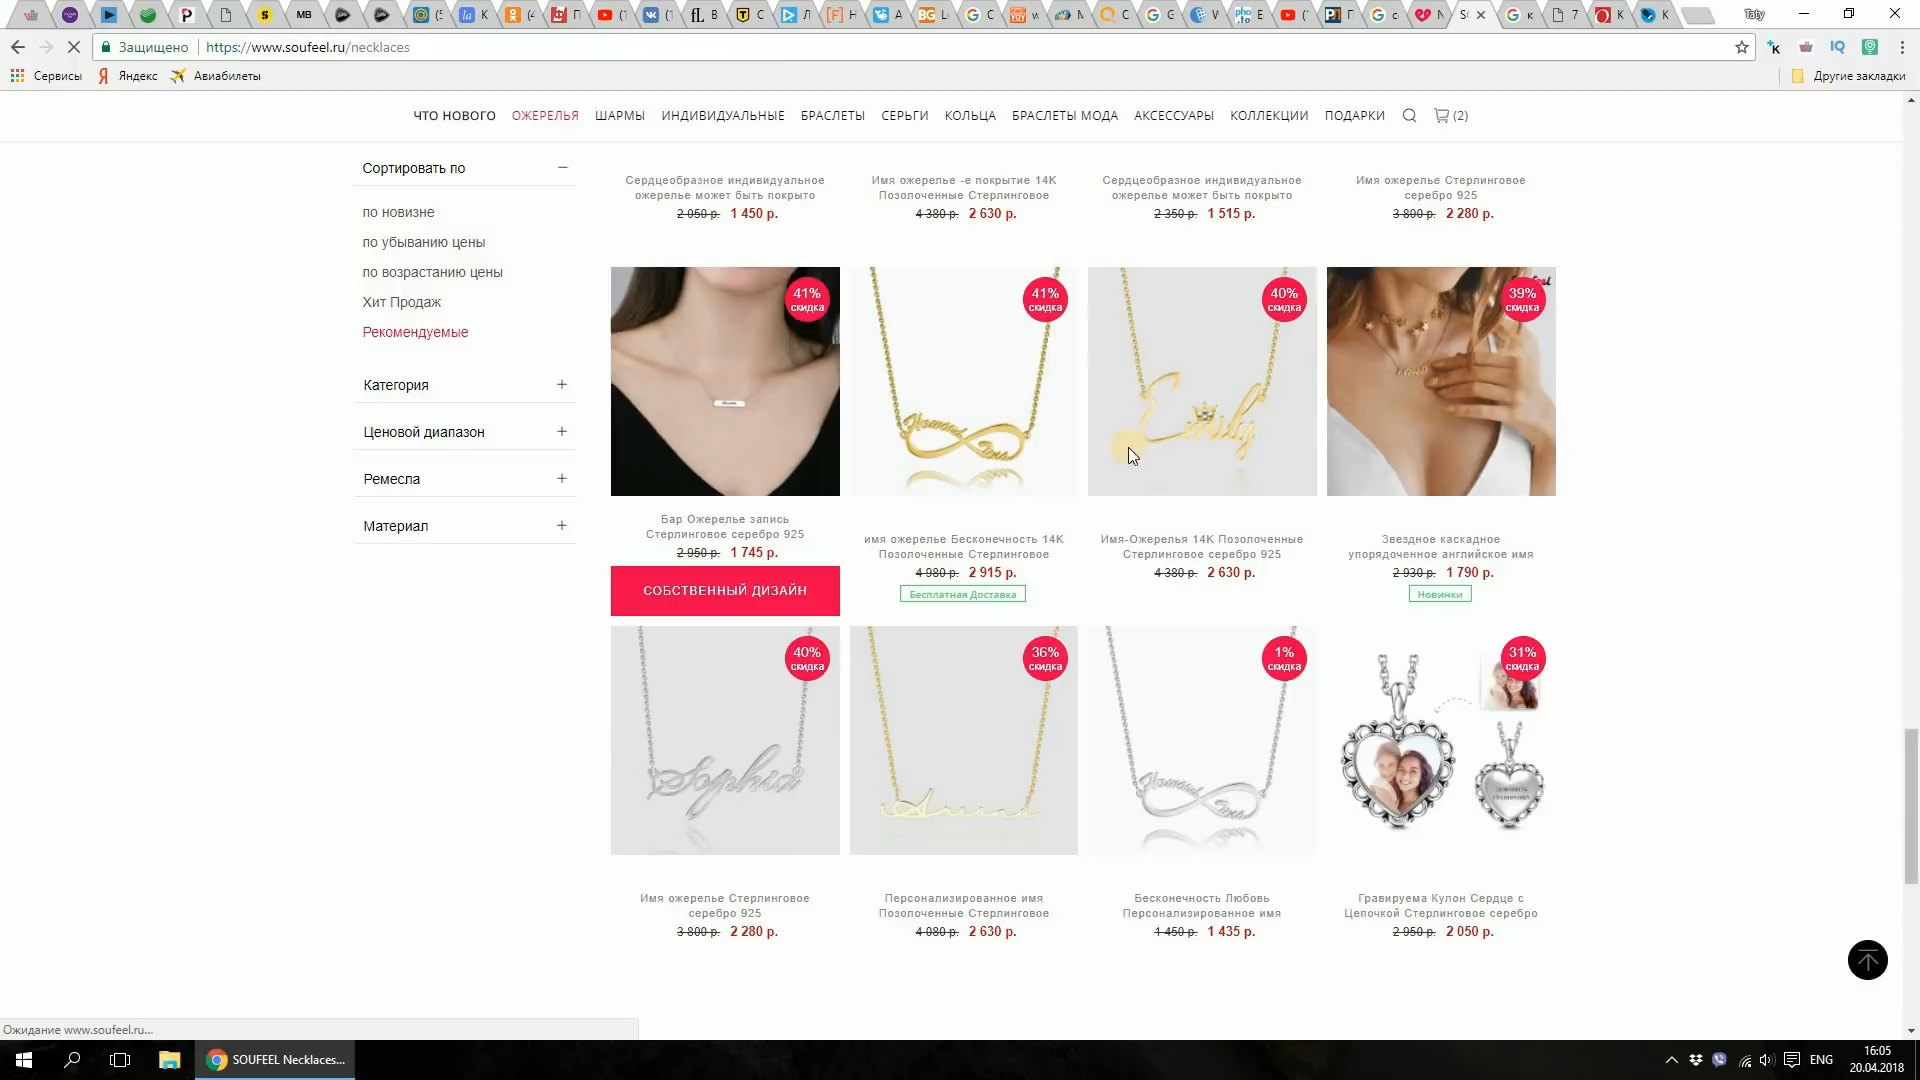 Taty
Защищено
https://www.soufeel.ru/necklaces
Сервисы
Яндекс
Авиабилеты
Другие закладки
ЧТО НОВОГО ОЖЕРЕЛЬЯ ШАРМЫ ИНДИВИДУАЛЬНЫЕ БРАСЛЕТЫ СЕРЬГИ КОЛЬЦА БРАСЛЕТЫ МОДА АКСЕССУАРЫ КОЛЛЕКЦИИ ПОДАРКИ (2)
Сортировать по
по новизне
по убыванию цены
по возрастанию цены
Хит Продаж
Рекомендуемые
Категория
Ценовой диапазон
Ремесла
Материал
Сердцеобразное индивидуальное
ожерелье может быть покрыто
2 050 р. 1 450 р.
Имя ожерелье -е покрытие 14K
Позолоченные Стерлинговое
4 380 р. 2 630 р.
Сердцеобразное индивидуальное
ожерелье может быть покрыто
2 350 р. 1 515 р.
Имя ожерелье Стерлинговое
серебро 925
3 800 р. 2 280 р.
41%
скидка
41%
скидка
40%
скидка
39%
скидка
Emily
Бар Ожерелье запись
Стерлинговое серебро 925
2 950 р. 1 745 р.
СОБСТВЕННЫЙ ДИЗАЙН
имя ожерелье Бесконечность 14K
Позолоченные Стерлинговое
4 980 р. 2 915 р.
Бесплатная Доставка
Имя-Ожерелья 14K Позолоченные
Стерлинговое серебро 925
4 380 р. 2 630 р.
Звездное каскадное
упорядоченное английское имя
2 930 р. 1 790 р.
Новинки
40%
скидка
36%
скидка
1%
скидка
31%
скидка
Sophia
Имя ожерелье Стерлинговое
серебро 925
3 800 р. 2 280 р.
Персонализированное имя
Позолоченные Стерлинговое
4 080 р. 2 630 р.
Бесконечность Любовь
Персонализированное имя
1 450 р. 1 435 р.
Гравируема Кулон Сердце с
Цепочкой Стерлинговое серебро
2 950 р. 2 050 р.
Ожидание www.soufeel.ru...
SOUFEEL Necklaces...
ENG
16:05
20.04.2018